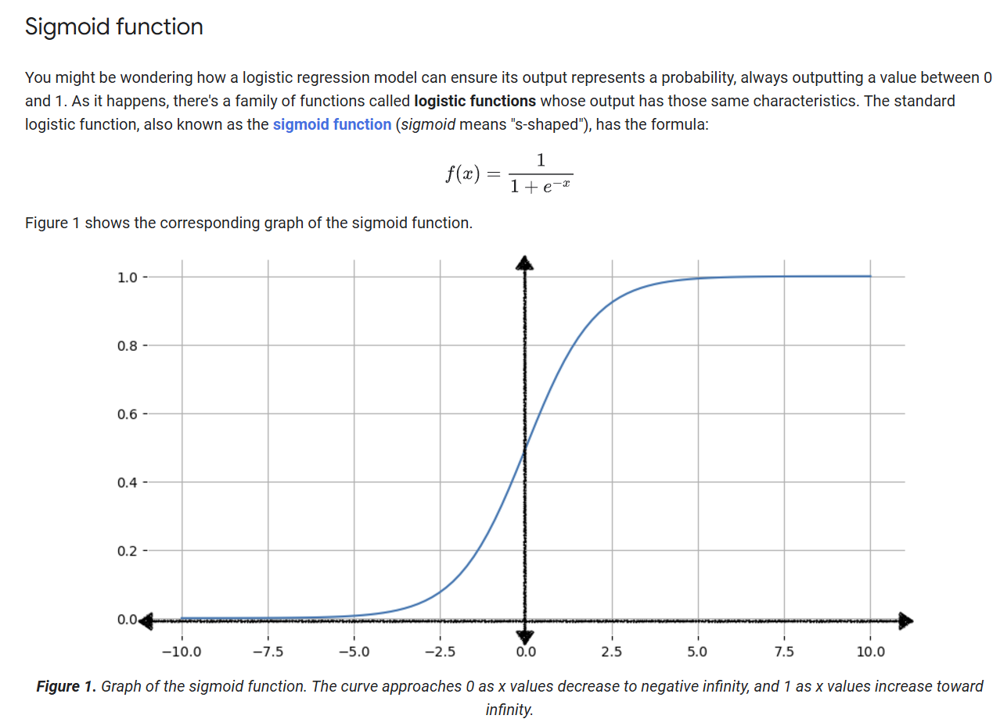 Sigmoid function
You might be wondering how a logistic regression model can ensure its output represents a probability, always outputting a value between 0
and 1. As it happens, there's a family of functions called logistic functions whose output has those same characteristics. The standard
logistic function, also known as the sigmoid function (sigmoid means "s-shaped"), has the formula:
f(x) = 1 / (1 + e^{-x})
Figure 1 shows the corresponding graph of the sigmoid function.
1.0
0.8
0.6
0.4
0.2
0.0
−10.0 −7.5 −5.0 −2.5 0.0 2.5 5.0 7.5 10.0
Figure 1. Graph of the sigmoid function. The curve approaches 0 as x values decrease to negative infinity, and 1 as x values increase toward
infinity.